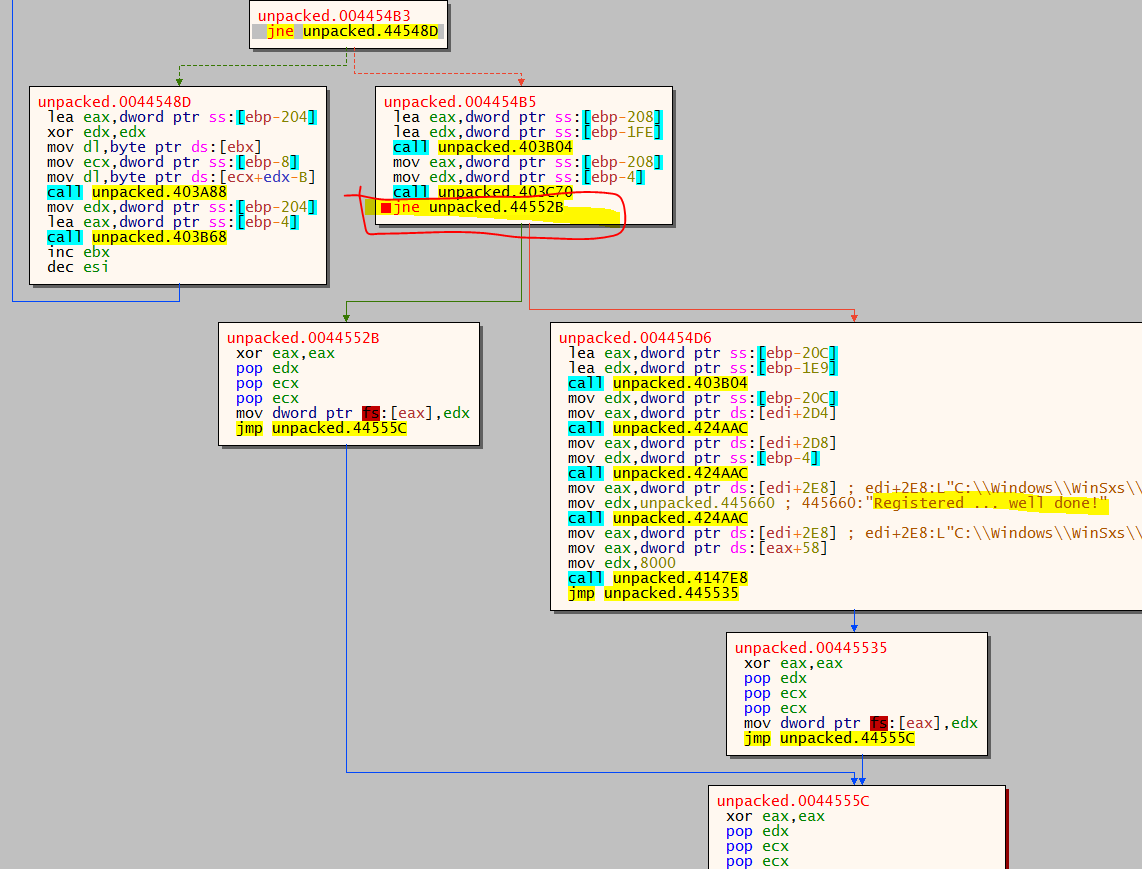 unpacked.004454B3
jne unpacked.44548D
unpacked.0044548D
lea eax,dword ptr ss:[ebp-204]
xor edx,edx
mov dl,byte ptr ds:[ebx]
mov ecx,dword ptr ss:[ebp-8]
mov dl,byte ptr ds:[ecx+edx-B]
call unpacked.403A88
mov edx,dword ptr ss:[ebp-204]
lea eax,dword ptr ss:[ebp-4]
call unpacked.403B68
inc ebx
dec esi
unpacked.004454B5
lea eax,dword ptr ss:[ebp-208]
lea edx,dword ptr ss:[ebp-1FE]
call unpacked.403B04
mov eax,dword ptr ss:[ebp-208]
mov edx,dword ptr ss:[ebp-4]
call unpacked.403C70
jne unpacked.44552B
unpacked.0044552B
xor eax,eax
pop edx
pop ecx
pop ecx
mov dword ptr fs:[eax],edx
jmp unpacked.44555C
unpacked.004454D6
lea eax,dword ptr ss:[ebp-20C]
lea edx,dword ptr ss:[ebp-1E9]
call unpacked.403B04
mov edx,dword ptr ss:[ebp-20C]
mov eax,dword ptr ds:[edi+2D4]
call unpacked.424AAC
mov eax,dword ptr ds:[edi+2D8]
mov edx,dword ptr ss:[ebp-4]
call unpacked.424AAC
mov eax,dword ptr ds:[edi+2E8] ; edi+2E8:L"C:\\Windows\\WinSxs\\
mov edx,unpacked.445660 ; 445660:"Registered ... well done!"
call unpacked.424AAC
mov eax,dword ptr ds:[edi+2E8] ; edi+2E8:L"C:\\Windows\\WinSxs\\
mov eax,dword ptr ds:[eax+58]
mov edx,8000
call unpacked.4147E8
jmp unpacked.445535
unpacked.00445535
xor eax,eax
pop edx
pop ecx
pop ecx
mov dword ptr fs:[eax],edx
jmp unpacked.44555C
unpacked.0044555C
xor eax,eax
pop edx
pop ecx
pop ecx